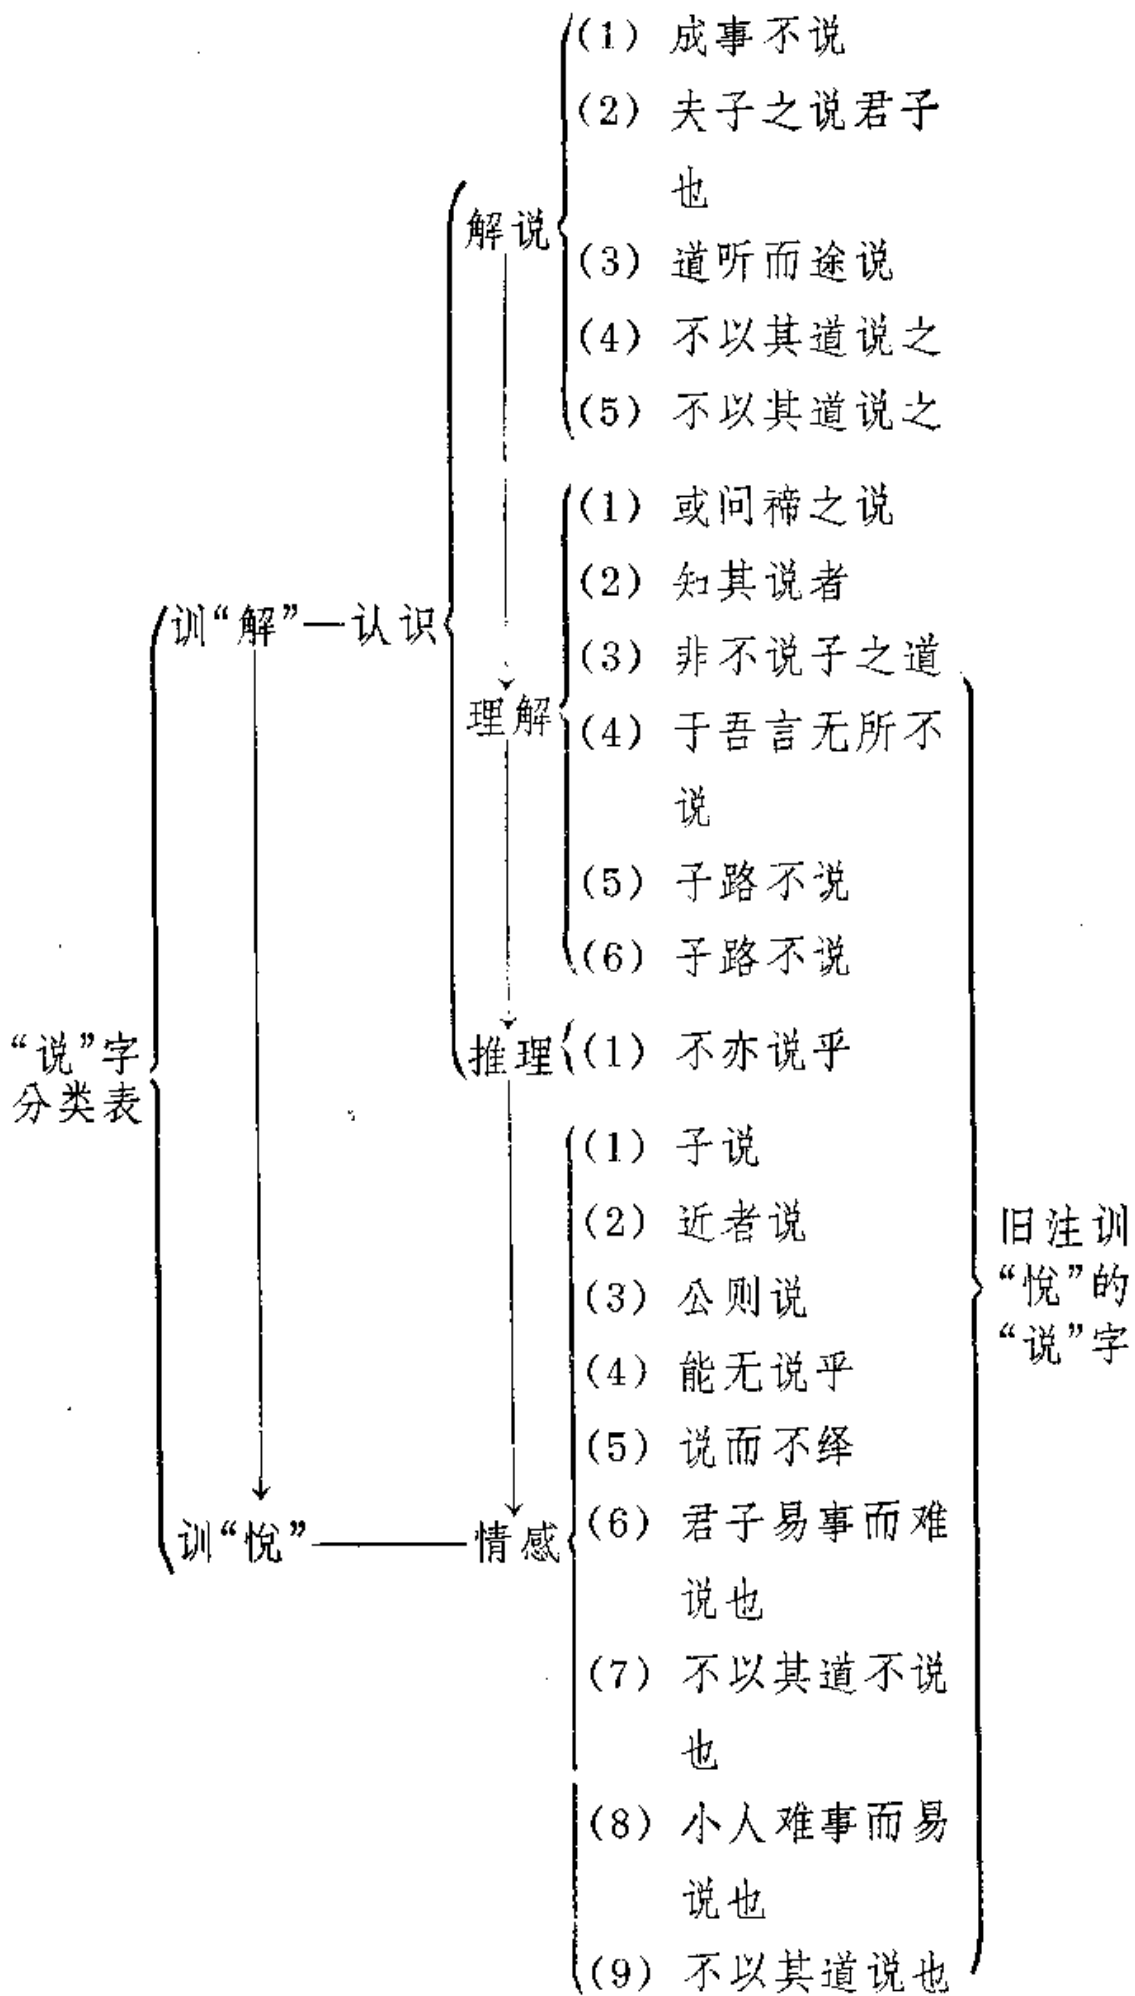 (1) 成事不说
(2) 夫子之说君子
也
解说
(3) 道听而途说
(4) 不以其道说之
(5) 不以其道说之
(1) 或问禘之说
(2) 知其说者
训“解”—认识
(3) 非不说子之道
理解
(4) 于吾言无所不
说
(5) 子路不说
(6) 子路不说
“说”字
分类表
推理
(1) 不亦说乎
(1) 子说
(2) 近者说
(3) 公则说
(4) 能无说乎
(5) 说而不绎
训“悦”——情感
(6) 君子易事而难
说也
(7) 不以其道不说
也
(8) 小人难事而易
说也
(9) 不以其道说也
旧注训
“悦”的
“说”字